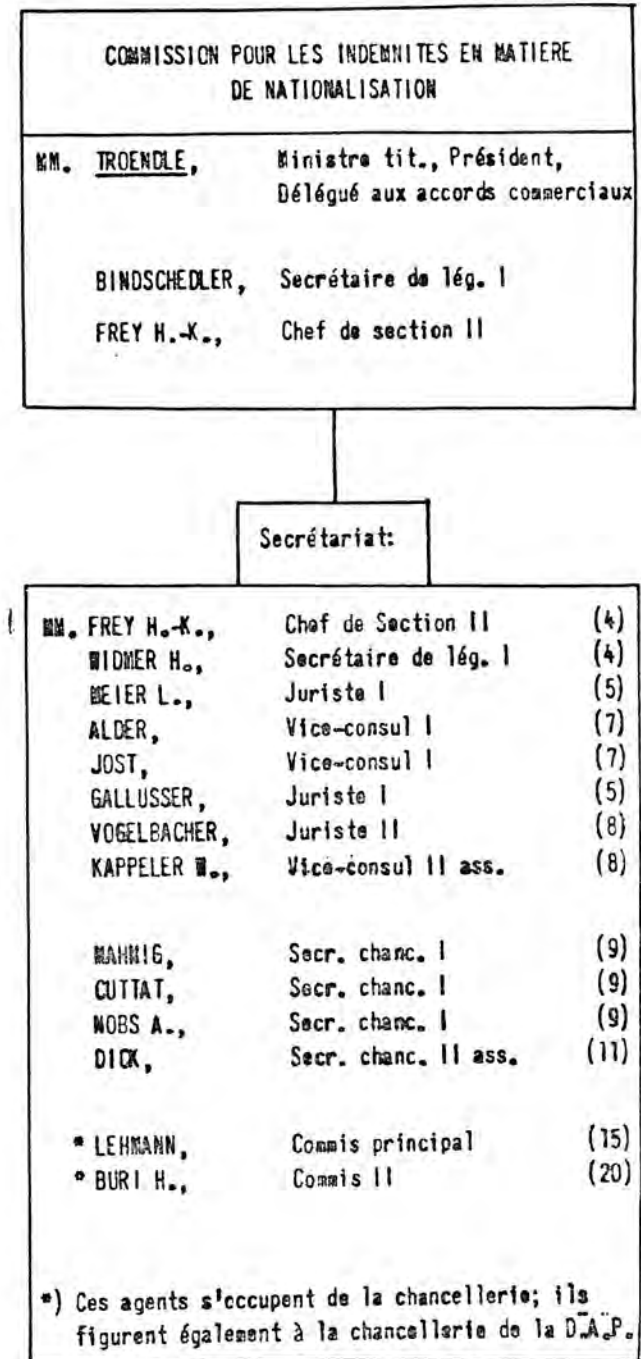 COMMISSION POUR LES INDEMNITES EN MATIERE
DE NATIONALISATION
MM. TROENDLE, Ministre tit., Président,
Délégué aux accords commerciaux
BINDSCHEDLER, Secrétaire de lég. I
FREY H.-K., Chef de section II
Secrétariat:
MM. FREY H.-K., Chef de Section II (4)
WIDMER H., Secrétaire de lég. I (4)
MEIER L., Juriste I (5)
ALDER, Vice-consul I (7)
JOST, Vice-consul I (7)
GALLUSSER, Juriste I (5)
VOGELBACHER, Juriste II (8)
KAPPELER W., Vice-consul II ass. (8)
Secr. chanc. I (9)
CUTTAT, Secr. chanc. I (9)
NOBS A., Secr. chanc. I (9)
DICK, Secr. chanc. II ass. (11)
* LEHMANN, Commis principal (15)
* BURI H., Commis II (20)
*) Ces agents s'occupent de la chancellerie; ils
figurent également à la chancellerie de la D.A.P.